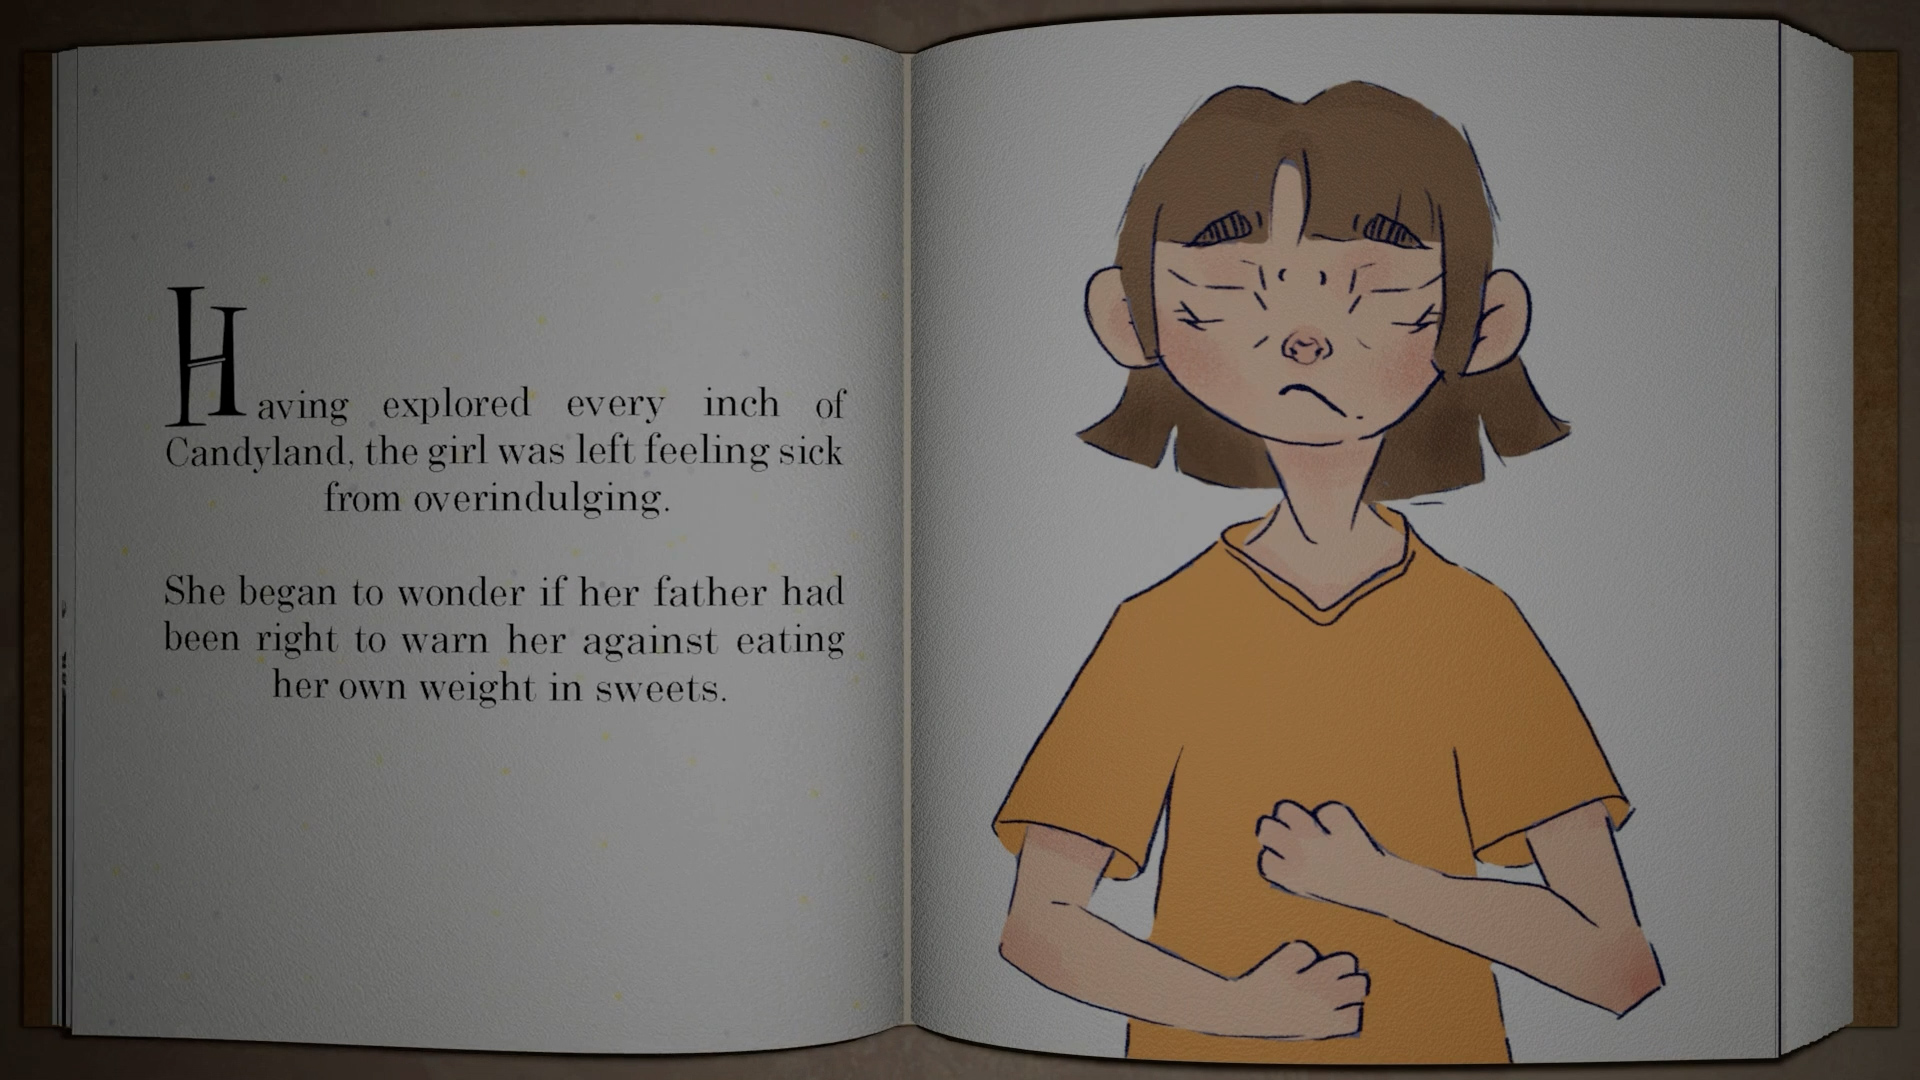 Having explored every inch of
Candyland, the girl was left feeling sick
from overindulging.
She began to wonder if her father had
been right to warn her against eating
her own weight in sweets.